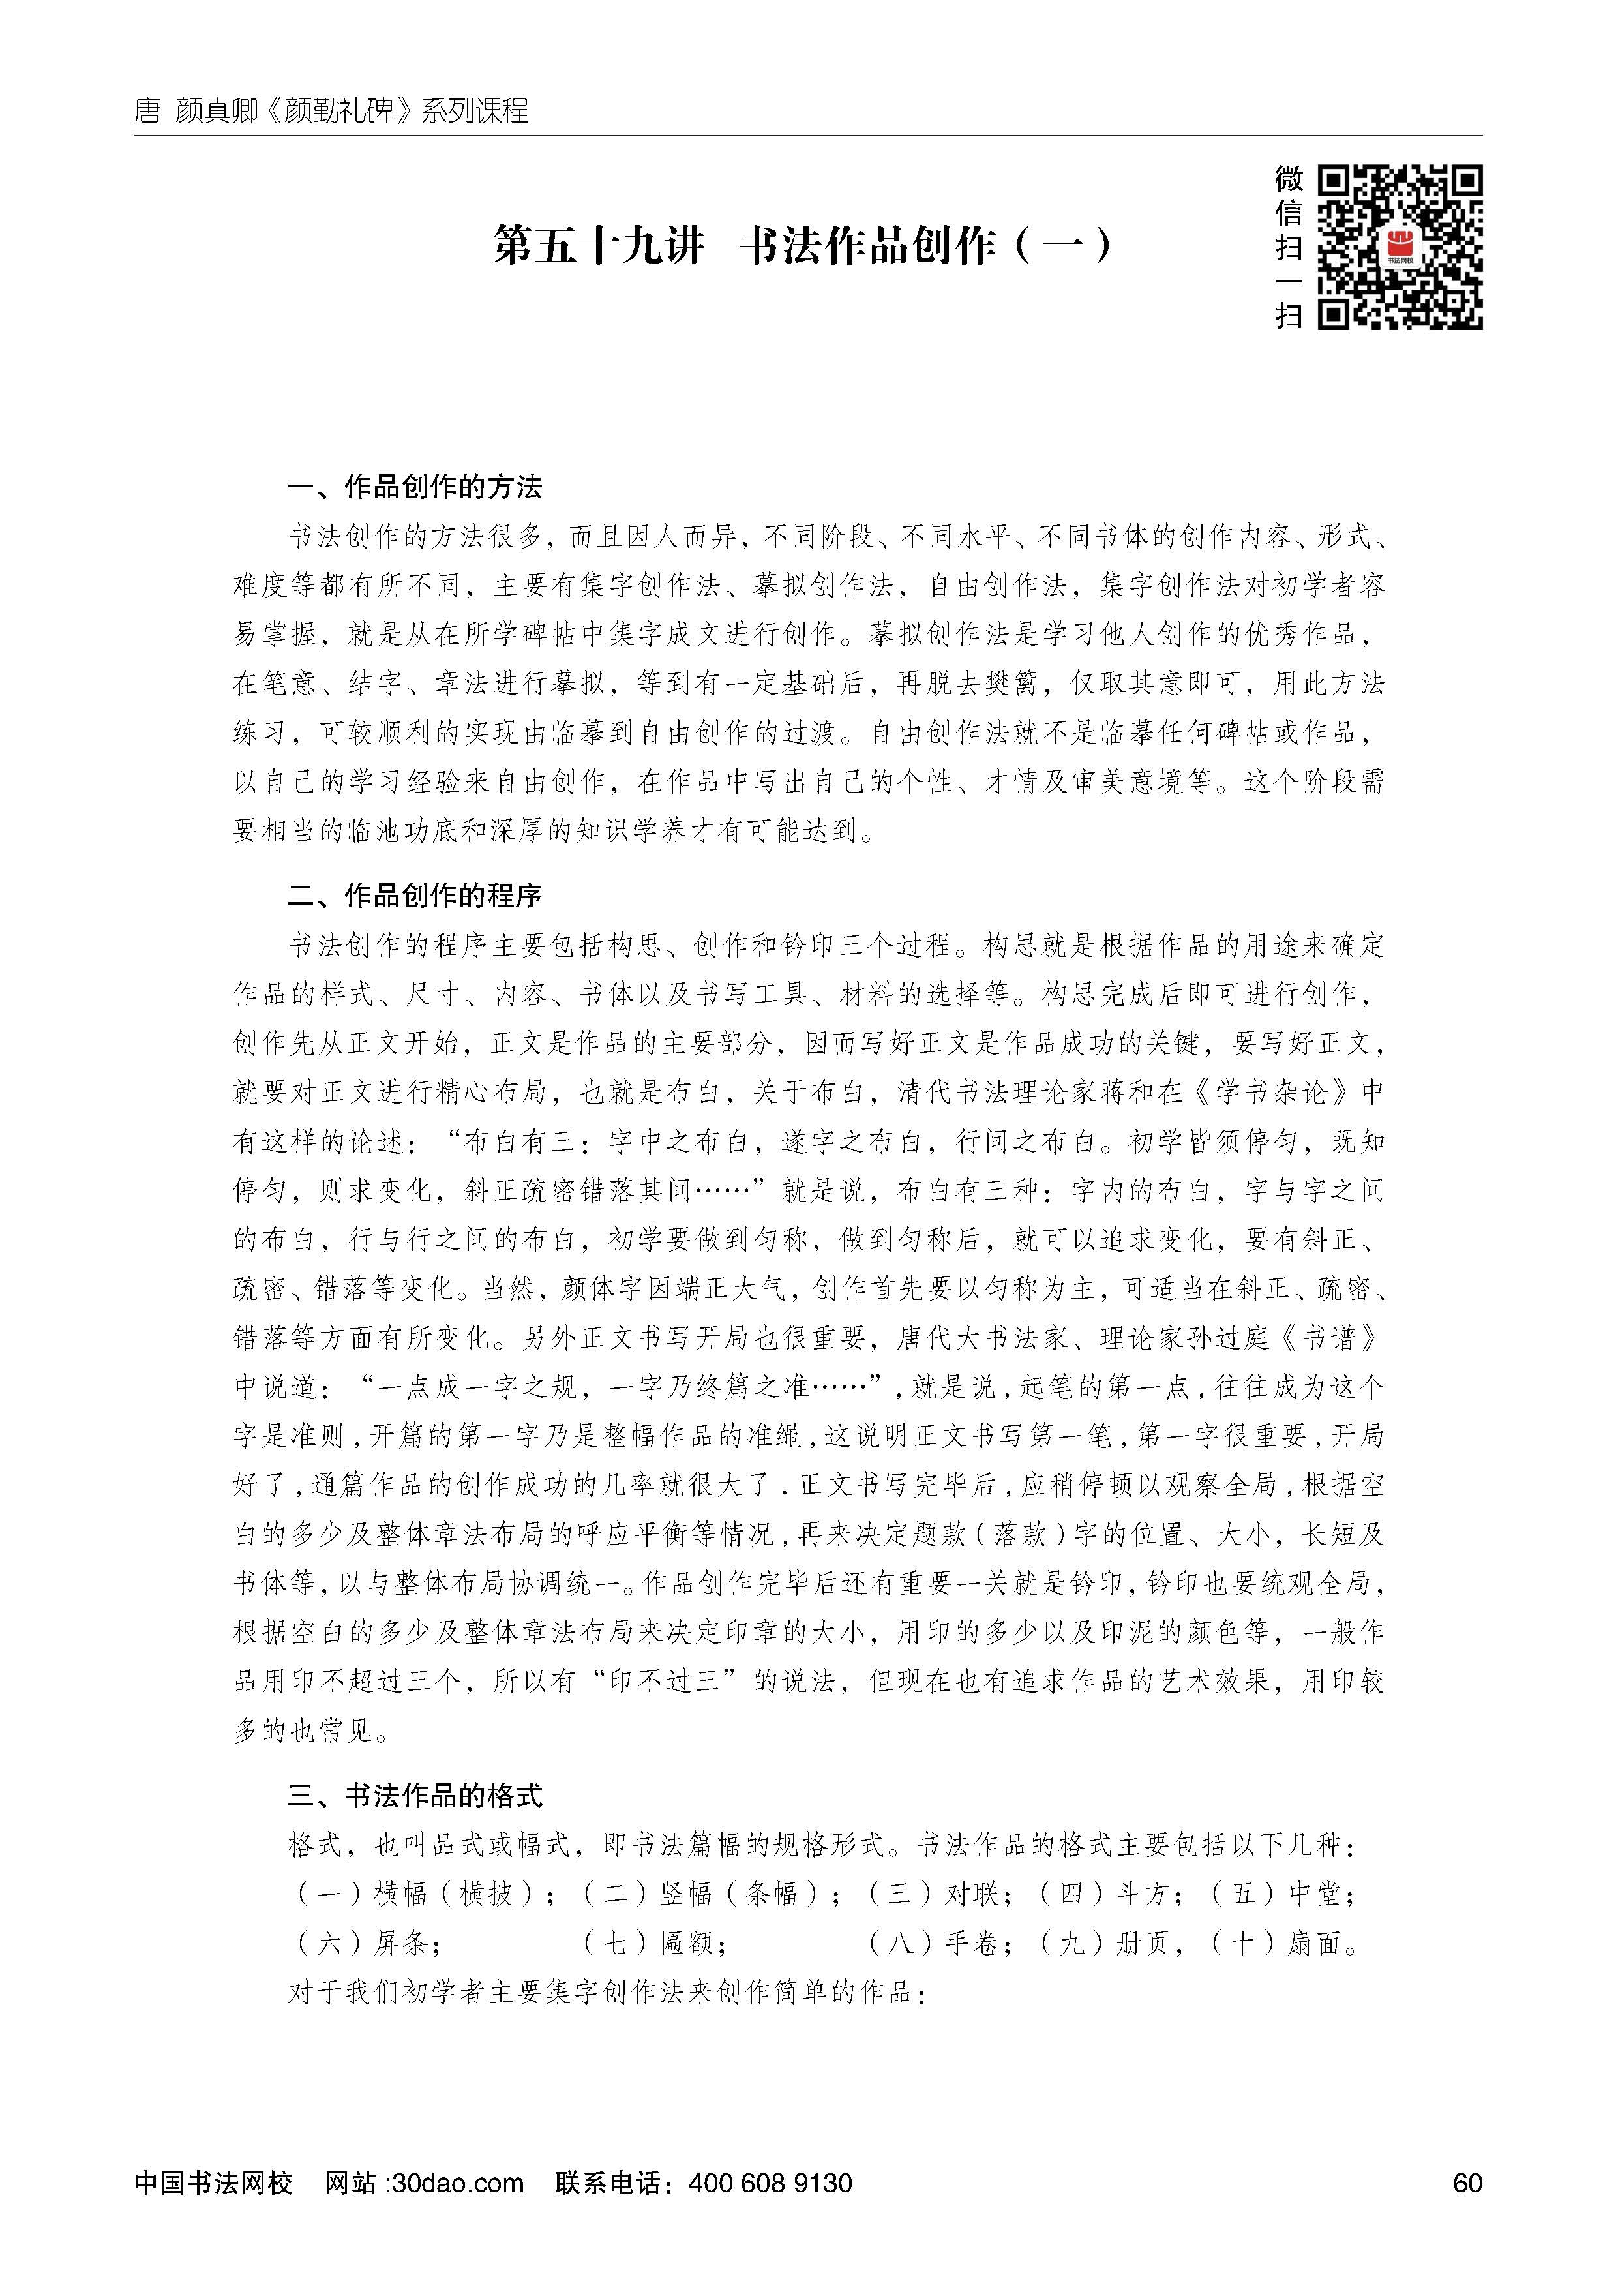 唐 颜真卿《颜勤礼碑》系列课程
微信扫一扫
书法网校
第五十九讲 书法作品创作（一）
一、作品创作的方法
书法创作的方法很多，而且因人而异，不同阶段、不同水平、不同书体的创作内容、形式、
难度等都有所不同，主要有集字创作法、摹拟创作法，自由创作法，集字创作法对初学者容
易掌握，就是从在所学碑帖中集字成文进行创作。摹拟创作法是学习他人创作的优秀作品，
在笔意、结字、章法进行摹拟，等到有一定基础后，再脱去樊篱，仅取其意即可，用此方法
练习，可较顺利的实现由临摹到自由创作的过渡。自由创作法就不是临摹任何碑帖或作品，
以自己的学习经验来自由创作，在作品中写出自己的个性、才情及审美意境等。这个阶段需
要相当的临池功底和深厚的知识学养才有可能达到。
二、作品创作的程序
书法创作的程序主要包括构思、创作和钤印三个过程。构思就是根据作品的用途来确定
作品的样式、尺寸、内容、书体以及书写工具、材料的选择等。构思完成后即可进行创作，
创作先从正文开始，正文是作品的主要部分，因而写好正文是作品成功的关键，要写好正文，
就要对正文进行精心布局，也就是布白，关于布白，清代书法理论家蒋和在《学书杂论》中
有这样的论述：“布白有三：字中之布白，逐字之布白，行间之布白。初学皆须停匀，既知
停匀，则求变化，斜正疏密错落其间……”就是说，布白有三种：字内的布白，字与字之间
的布白，行与行之间的布白，初学要做到匀称，做到匀称后，就可以追求变化，要有斜正、
疏密、错落等变化。当然，颜体字因端正大气，创作首先要以匀称为主，可适当在斜正、疏密、
错落等方面有所变化。另外正文书写开局也很重要，唐代大书法家、理论家孙过庭《书谱》
中说道：“一点成一字之规，一字乃终篇之准……”,就是说,起笔的第一点,往往成为这个
字是准则,开篇的第一字乃是整幅作品的准绳,这说明正文书写第一笔,第一字很重要,开局
好了,通篇作品的创作成功的几率就很大了.正文书写完毕后,应稍停顿以观察全局,根据空
白的多少及整体章法布局的呼应平衡等情况,再来决定题款(落款)字的位置、大小，长短及
书体等,以与整体布局协调统一。作品创作完毕后还有重要一关就是钤印,钤印也要统观全局,
根据空白的多少及整体章法布局来决定印章的大小，用印的多少以及印泥的颜色等，一般作
品用印不超过三个，所以有“印不过三”的说法，但现在也有追求作品的艺术效果，用印较
多的也常见。
三、书法作品的格式
格式，也叫品式或幅式，即书法篇幅的规格形式。书法作品的格式主要包括以下几种：
（一）横幅（横披）；（二）竖幅（条幅）；（三）对联；（四）斗方；（五）中堂；
（六）屏条； （七）匾额； （八）手卷；（九）册页，（十）扇面。
对于我们初学者主要集字创作法来创作简单的作品：
中国书法网校 网站:30dao.com 联系电话：400 608 9130 60